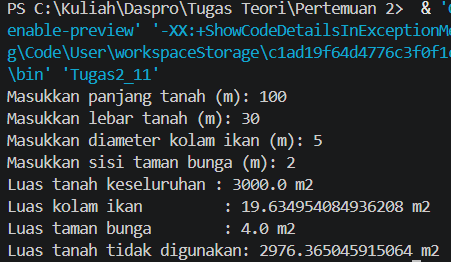 PS C:\Kuliah\Daspro\Tugas Teori\Pertemuan 2>  & '
enable-preview' '-XX:+ShowCodeDetailsInExceptionM
g\Code\User\workspaceStorage\c1ad19f64d4776c3f0f1
\bin' 'Tugas2_11'
Masukkan panjang tanah (m): 100
Masukkan lebar tanah (m): 30
Masukkan diameter kolam ikan (m): 5
Masukkan sisi taman bunga (m): 2
Luas tanah keseluruhan : 3000.0 m2
Luas kolam ikan        : 19.634954084936208 m2
Luas taman bunga       : 4.0 m2
Luas tanah tidak digunakan: 2976.365045915064 m2